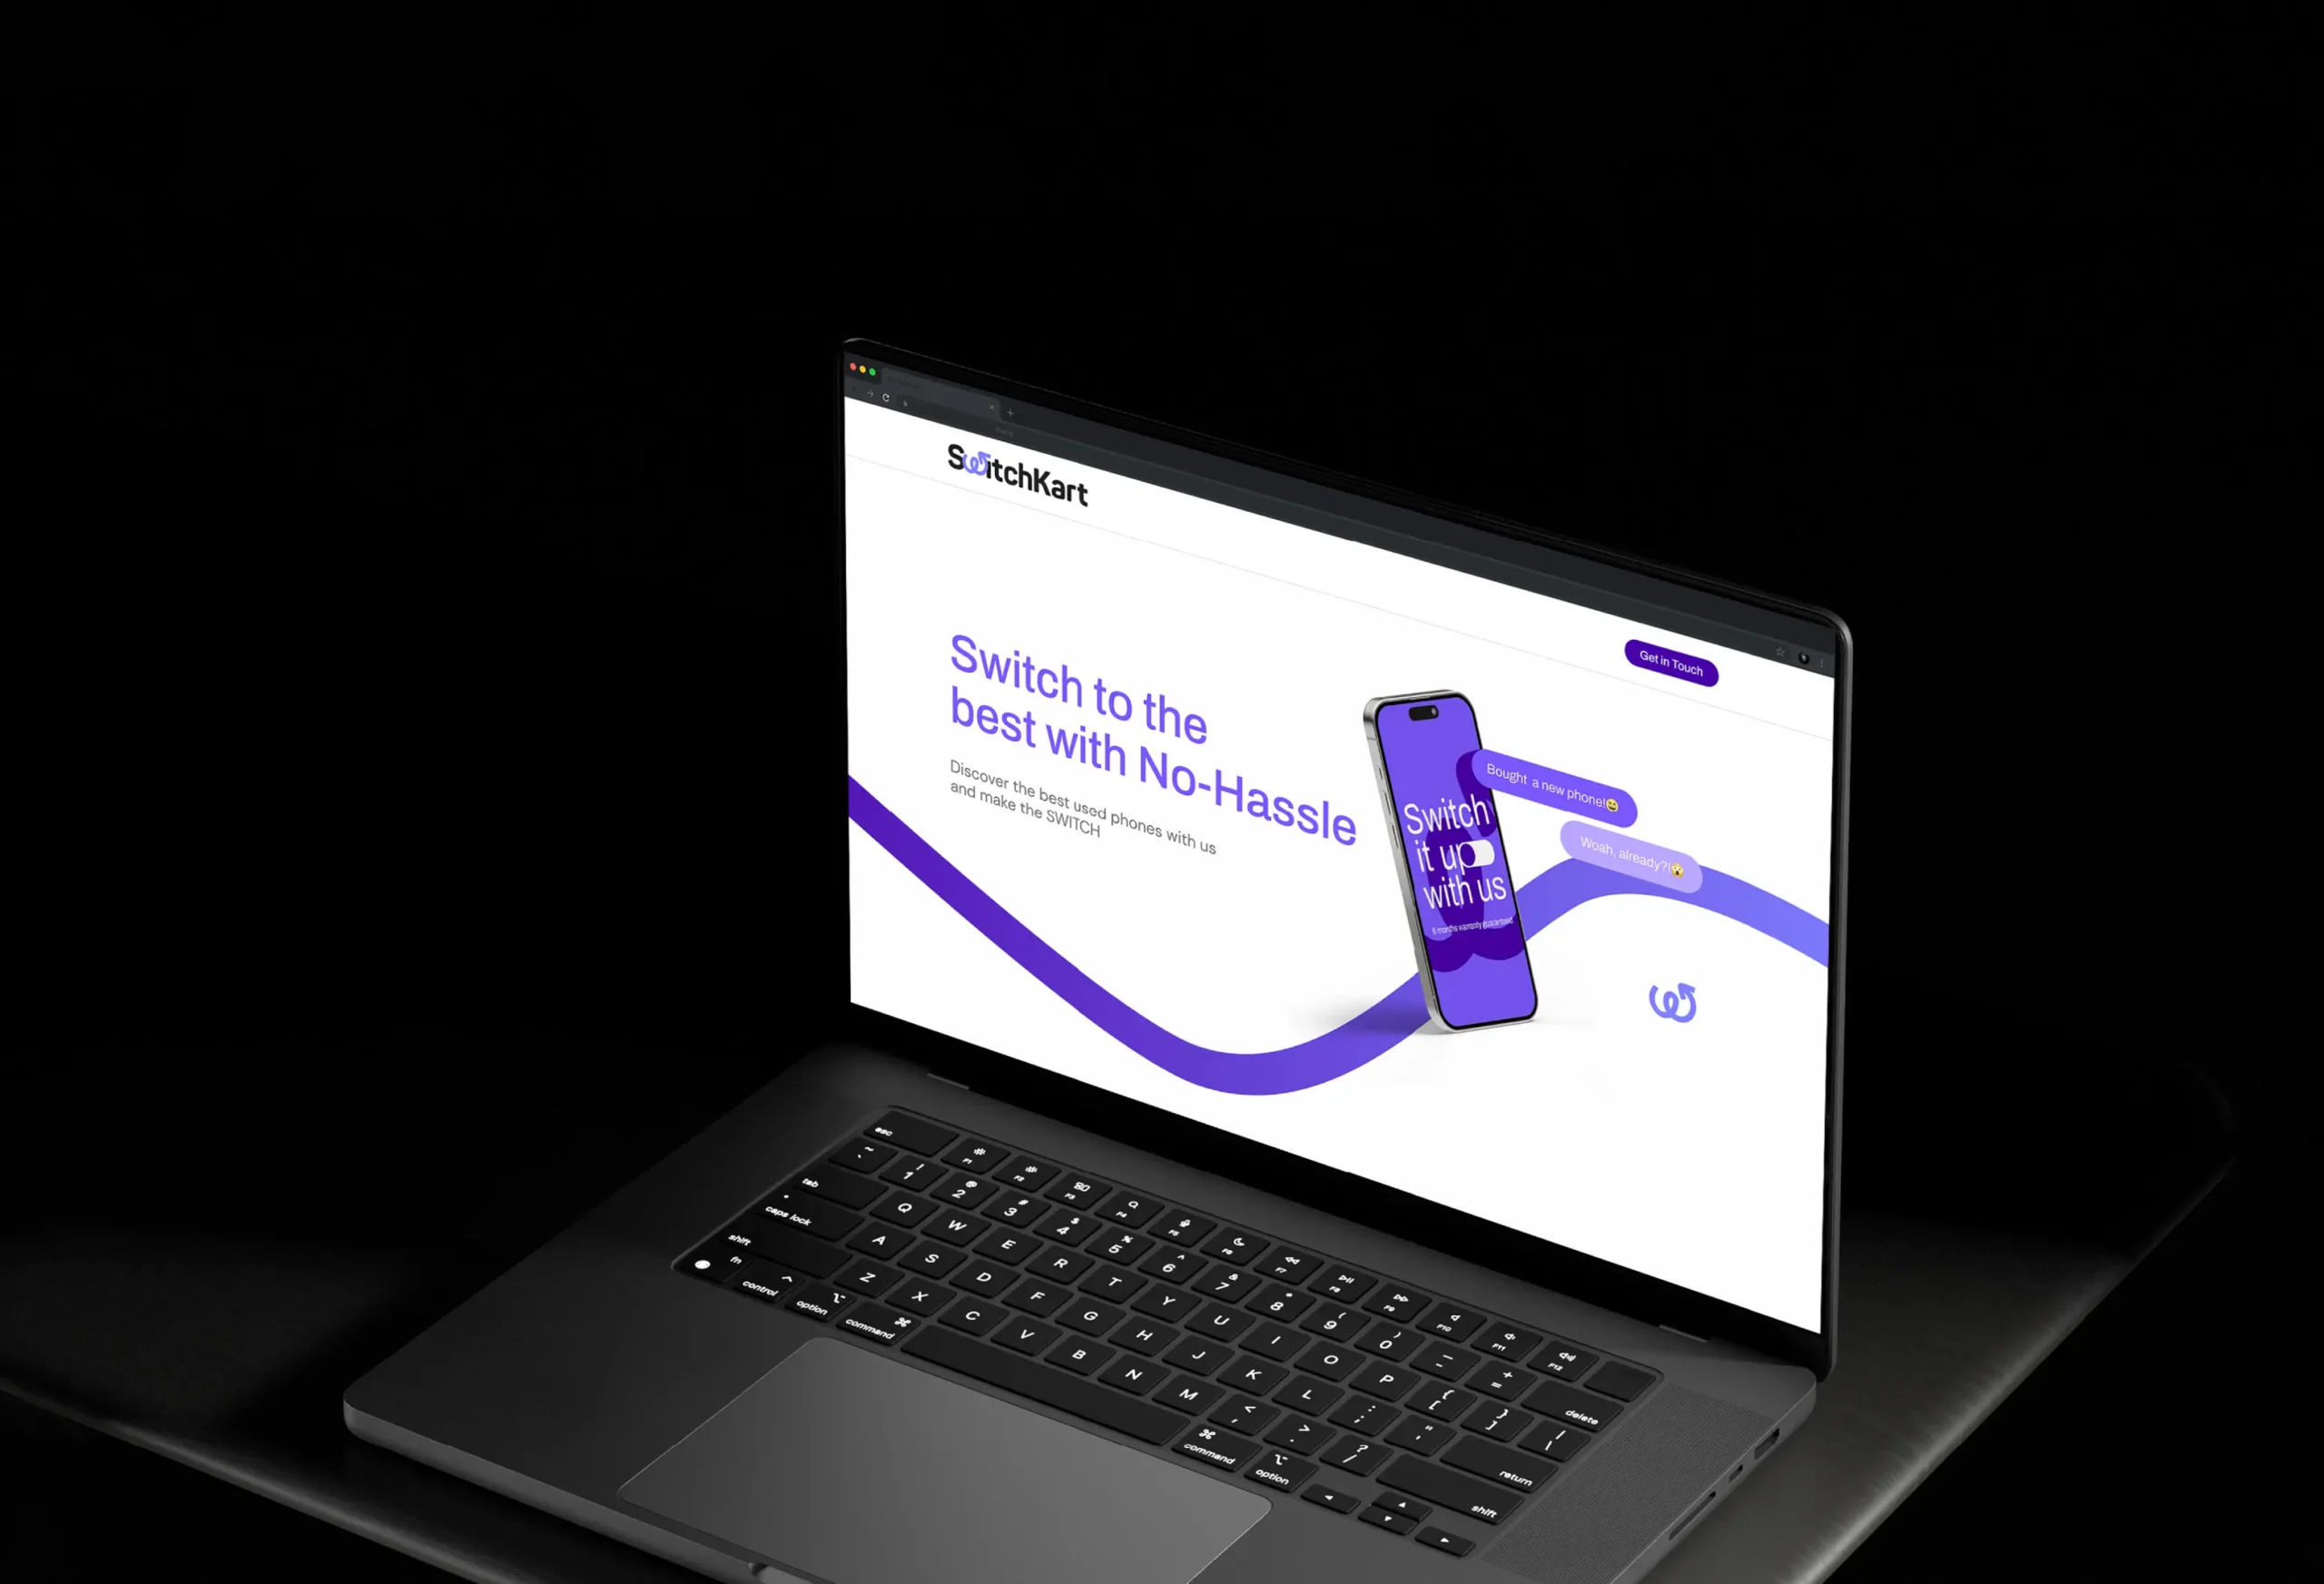 SwitchKart
Get in Touch
Switch to the
best with No-Hassle
Discover the best used phones with us
and make the SWITCH
Bought a new phone!😄
Woah, already?!😲
Switch
it up
with us
6 months warranty guaranteed
esc
F1
F2
F3
F4
F5
F6
F7
F8
F9
F10
F11
F12
~ `
! 1
@ 2
# 3
$ 4
% 5
^ 6
& 7
* 8
( 9
) 0
— -
+ =
delete
tab
Q W E R T Y U I O P { [ } ] | \
caps lock
A S D F G H J K L : ; " '
return
shift
Z X C V B N M < , > . ? /
shift
fn
control
option
command
command
option